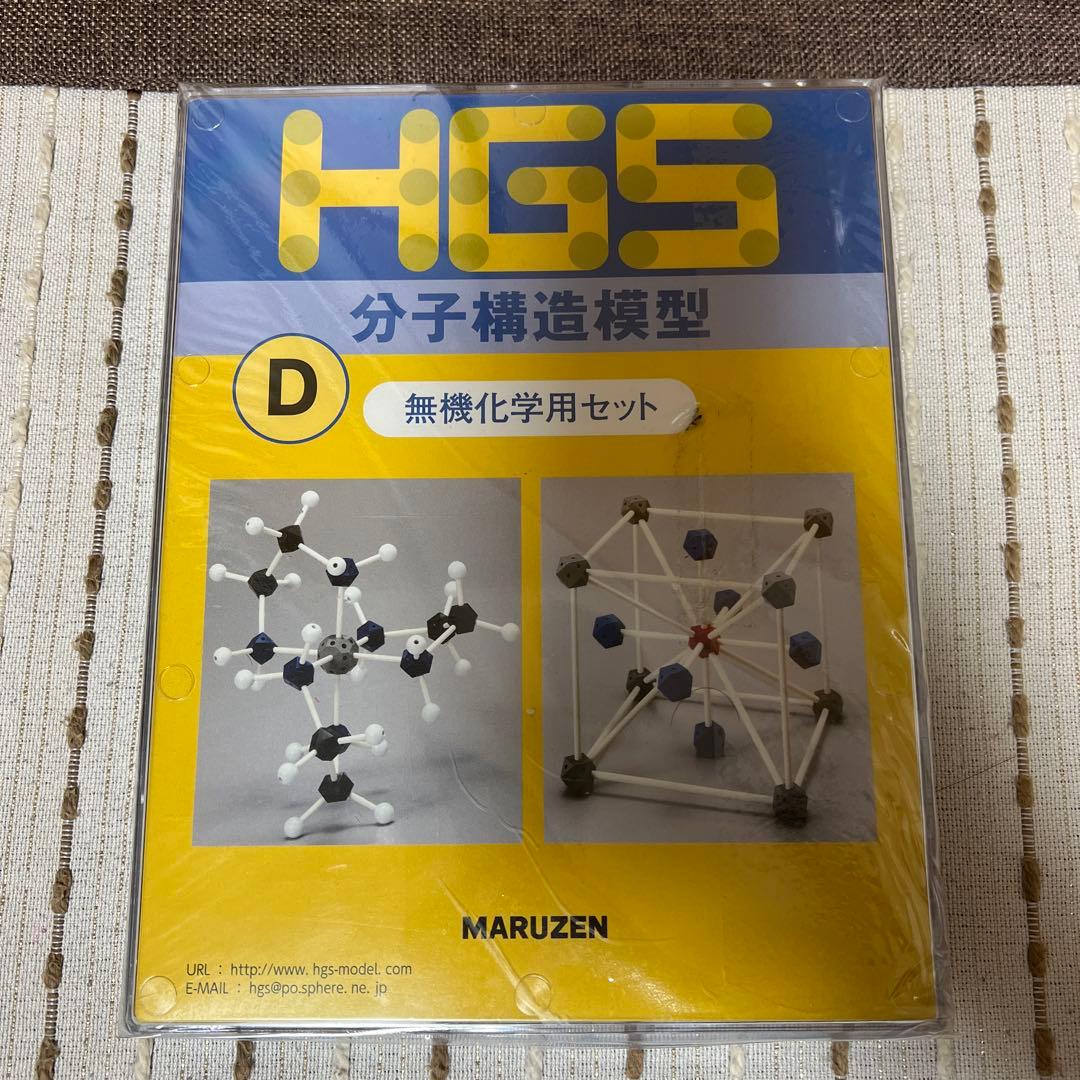 HGS
分子構造模型
D
無機化学用セット
MARUZEN
URL : http://www. hgs-model. com
E-MAIL : hgs@po.sphere. ne. jp